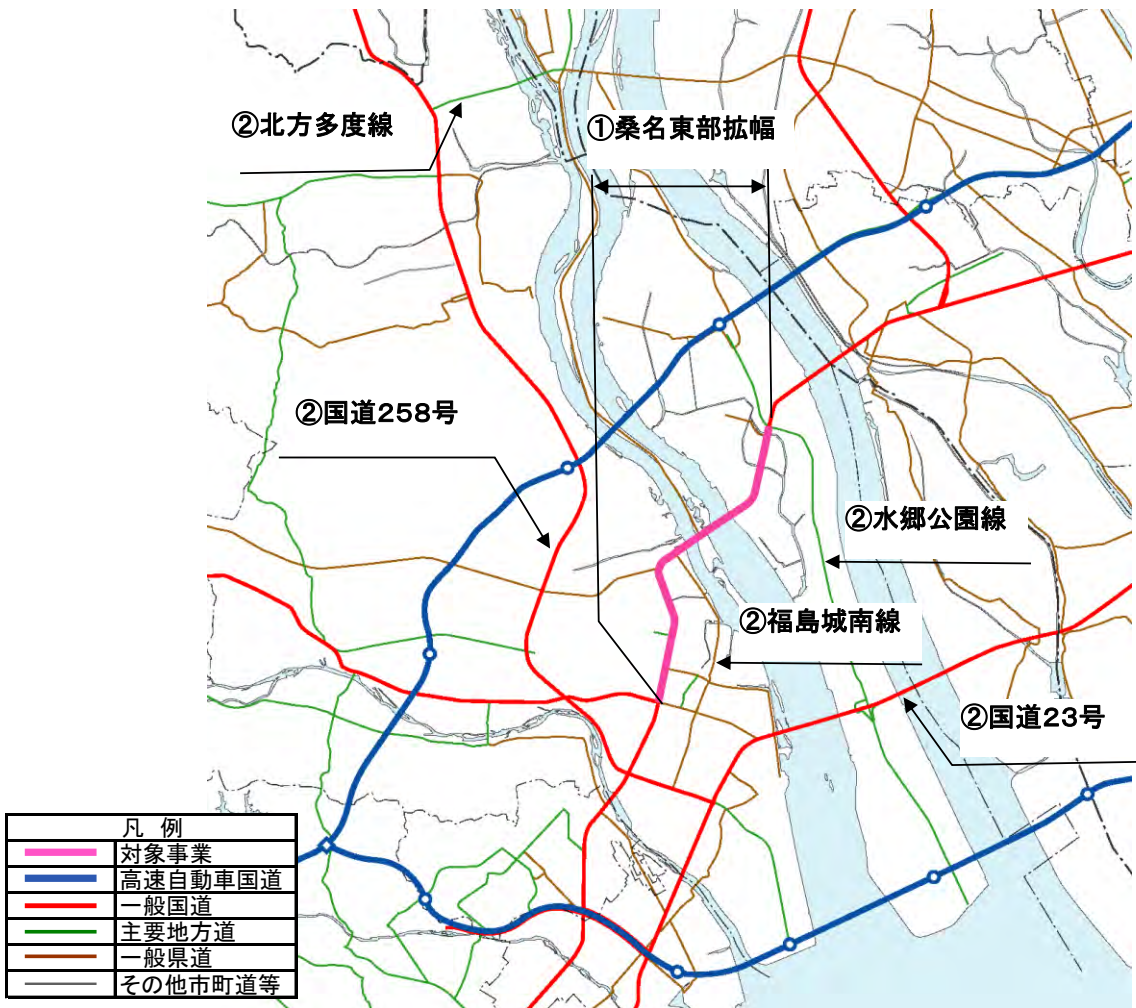 ②北方多度線
①桑名東部拡幅
②国道258号
②水郷公園線
②福島城南線
②国道23号
凡 例
対象事業
高速自動車国道
一般国道
主要地方道
一般県道
その他市町道等